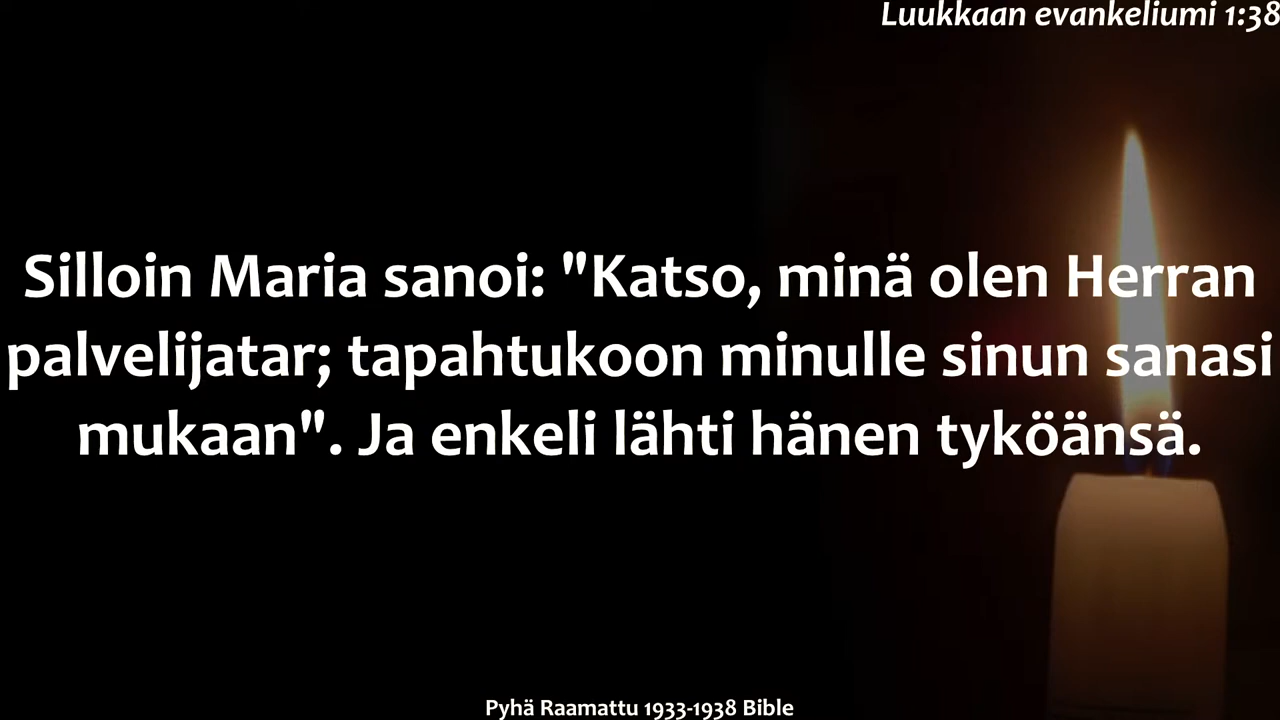 Luukkaan evankeliumi 1:38
Silloin Maria sanoi: "Katso, minä olen Herran
palvelijatar; tapahtukoon minulle sinun sanasi
mukaan". Ja enkeli lähti hänen tyköänsä.
Pyhä Raamattu 1933-1938 Bible